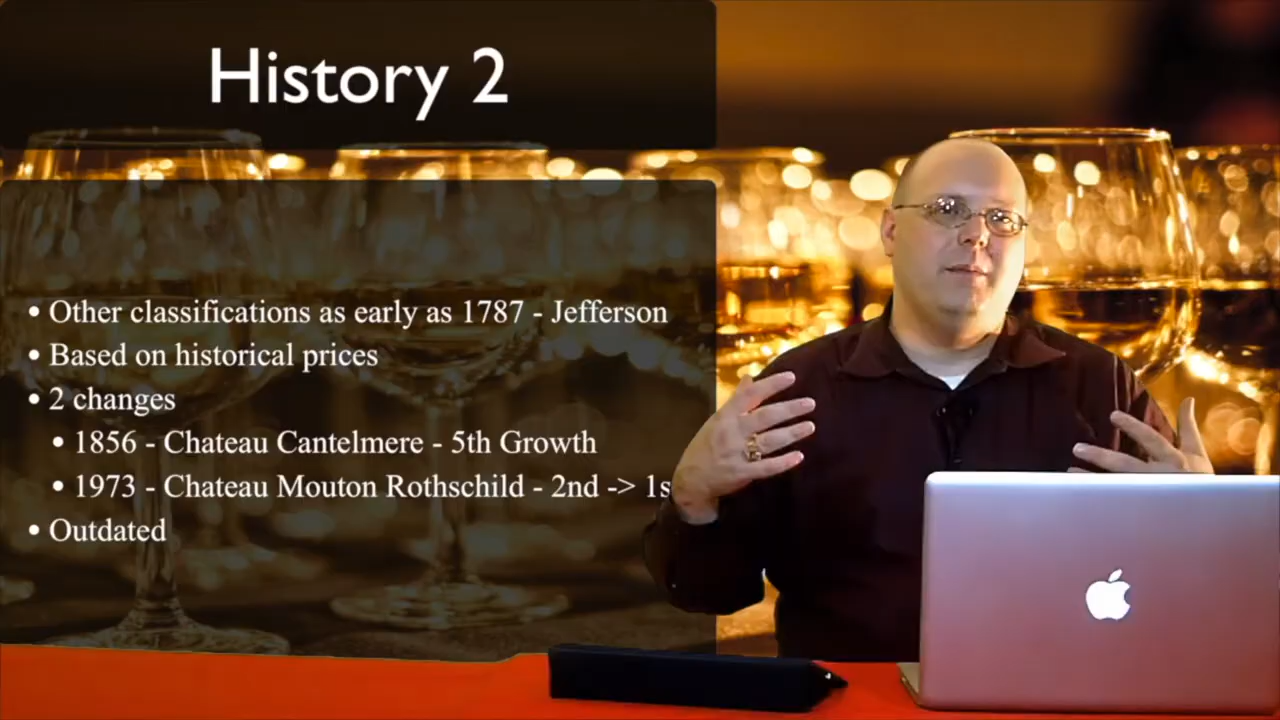 History 2
• Other classifications as early as 1787 - Jefferson
• Based on historical prices
• 2 changes
• 1856 - Chateau Cantelmere - 5th Growth
• 1973 - Chateau Mouton Rothschild - 2nd -> 1s
• Outdated